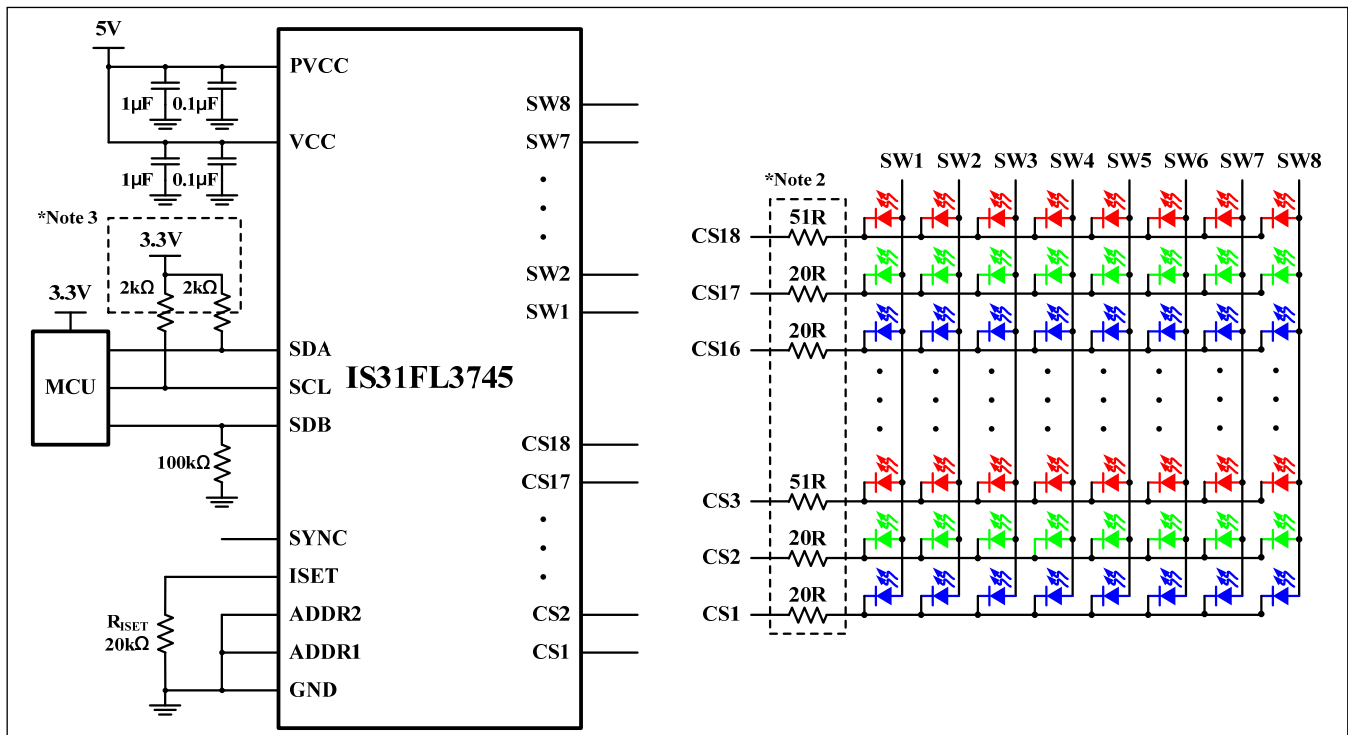 5V
PVCC
1µF 0.1µF
VCC
1µF 0.1µF
*Note 3
3.3V
2kΩ 2kΩ
3.3V
MCU
SDA
SCL
SDB
100kΩ
SYNC
ISET
R_ISET
20kΩ
ADDR2
ADDR1
GND
IS31FL3745
SW8
SW7
SW2
SW1
CS18
CS17
CS2
CS1
SW1 SW2 SW3 SW4 SW5 SW6 SW7 SW8
*Note 2
CS18 51R
CS17 20R
CS16 20R
CS3 51R
CS2 20R
CS1 20R